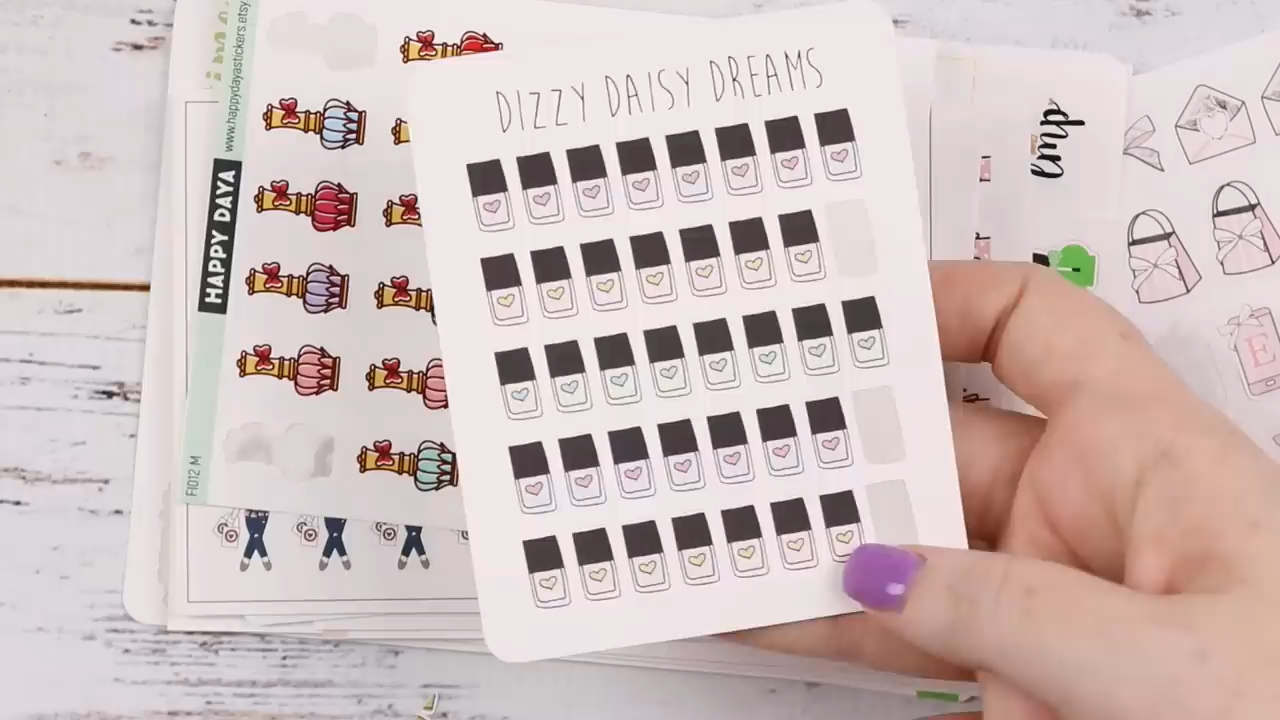 DIZZY DAISY DREAMS
HAPPY DAYA
www.happydayastickers.etsy
FI012 M
E